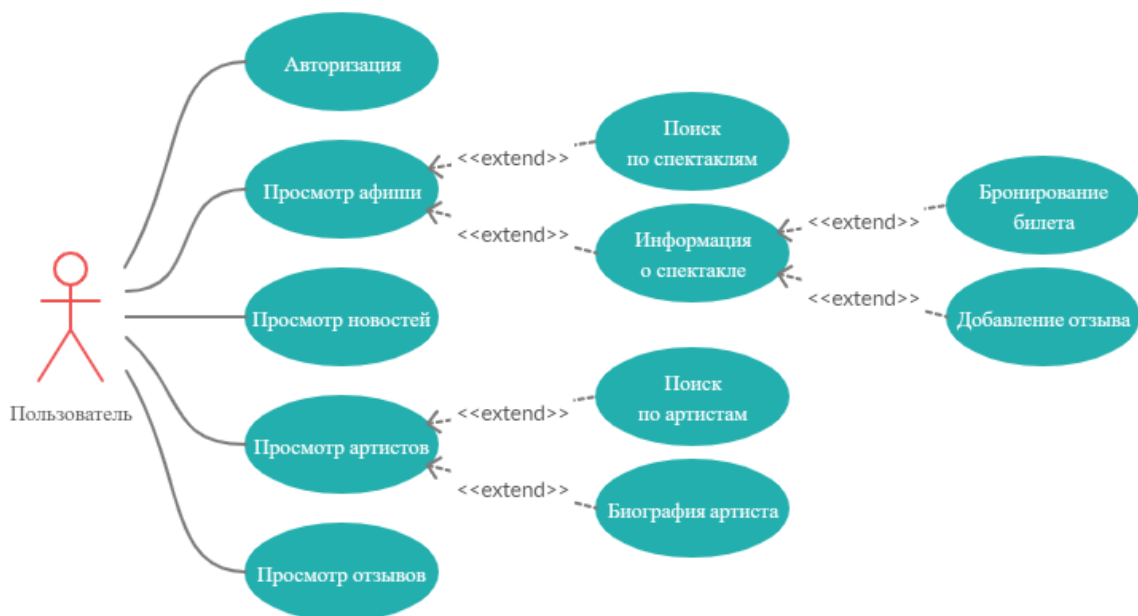 Авторизация
Поиск
по спектаклям
<<extend>>
Просмотр афиши
Бронирование
билета
<<extend>>
<<extend>>
Информация
о спектакле
<<extend>>
Просмотр новостей
Добавление отзыва
Поиск
по артистам
<<extend>>
Пользователь
Просмотр артистов
<<extend>>
Биография артиста
Просмотр отзывов